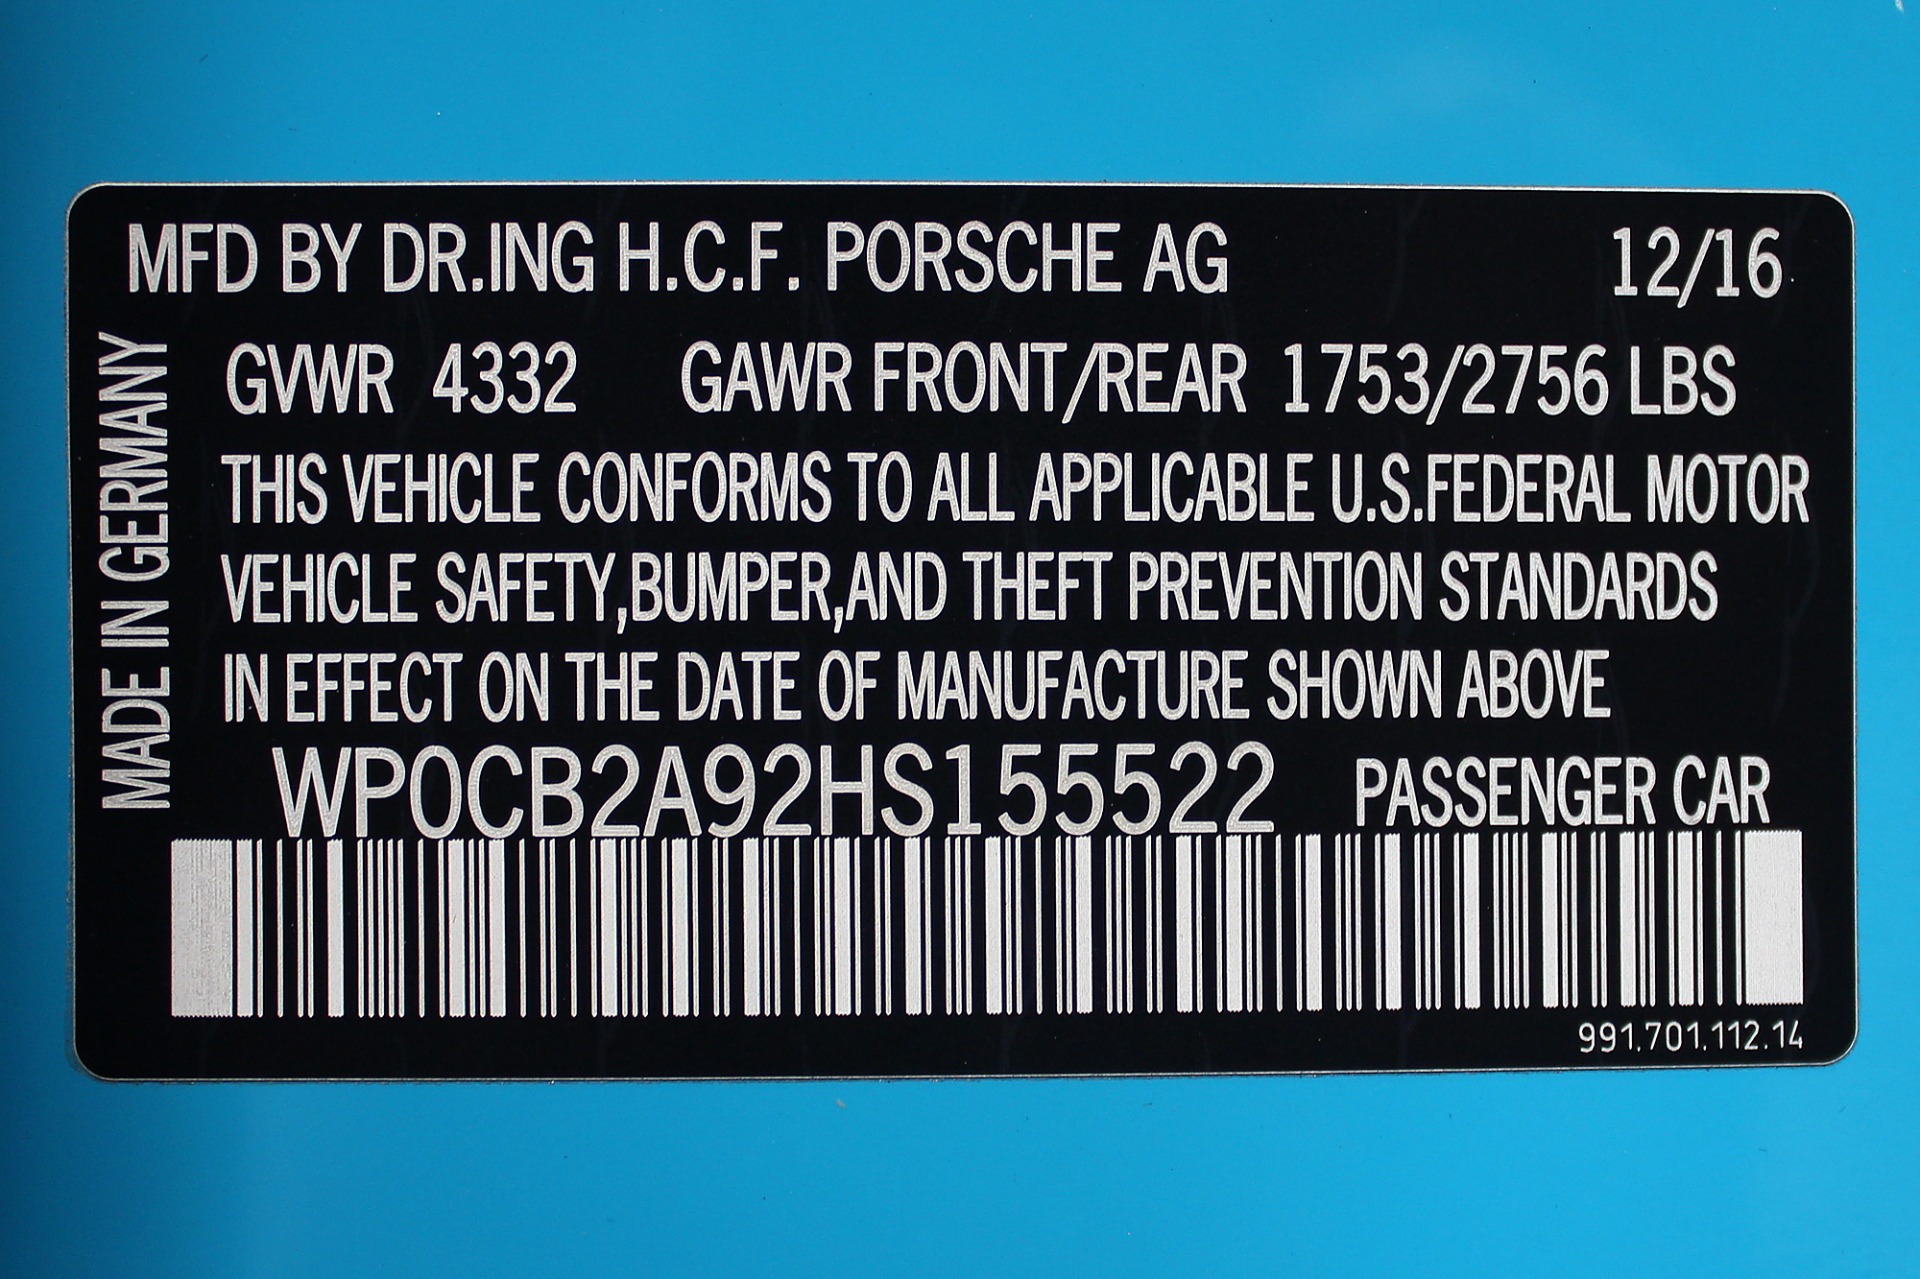 MFD BY DR.ING H.C.F. PORSCHE AG 12/16
MADE IN GERMANY
GVWR 4332 GAWR FRONT/REAR 1753/2756 LBS
THIS VEHICLE CONFORMS TO ALL APPLICABLE U.S.FEDERAL MOTOR
VEHICLE SAFETY,BUMPER,AND THEFT PREVENTION STANDARDS
IN EFFECT ON THE DATE OF MANUFACTURE SHOWN ABOVE
WP0CB2A92HS155522 PASSENGER CAR
991.701.112.14